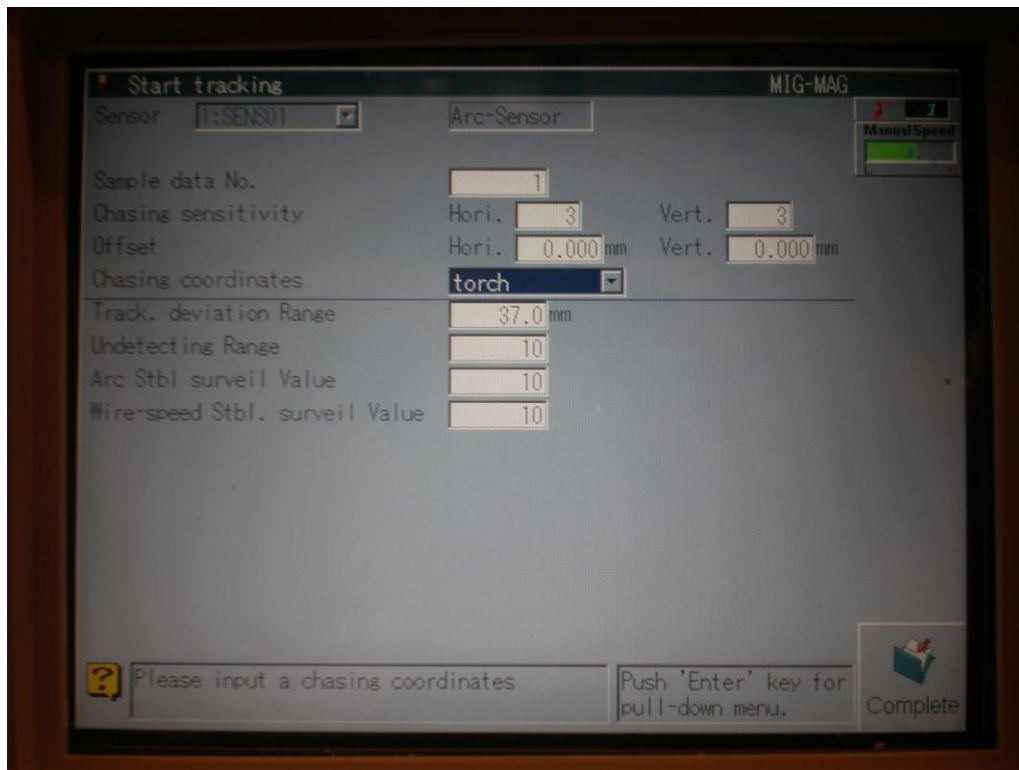 Start tracking MIG-MAG
Sensor 1:SENS01 Arc-Sensor 1
Manual Speed
Sample data No. 1
Chasing sensitivity Hori. 3 Vert. 3
Offset Hori. 0.000 mm Vert. 0.000 mm
Chasing coordinates torch
Track. deviation Range 37.0 mm
Undetecting Range 10
Arc Stbl surveil Value 10
Wire-speed Stbl. surveil Value 10
Please input a chasing coordinates
Push 'Enter' key for
pull-down menu.
Complete